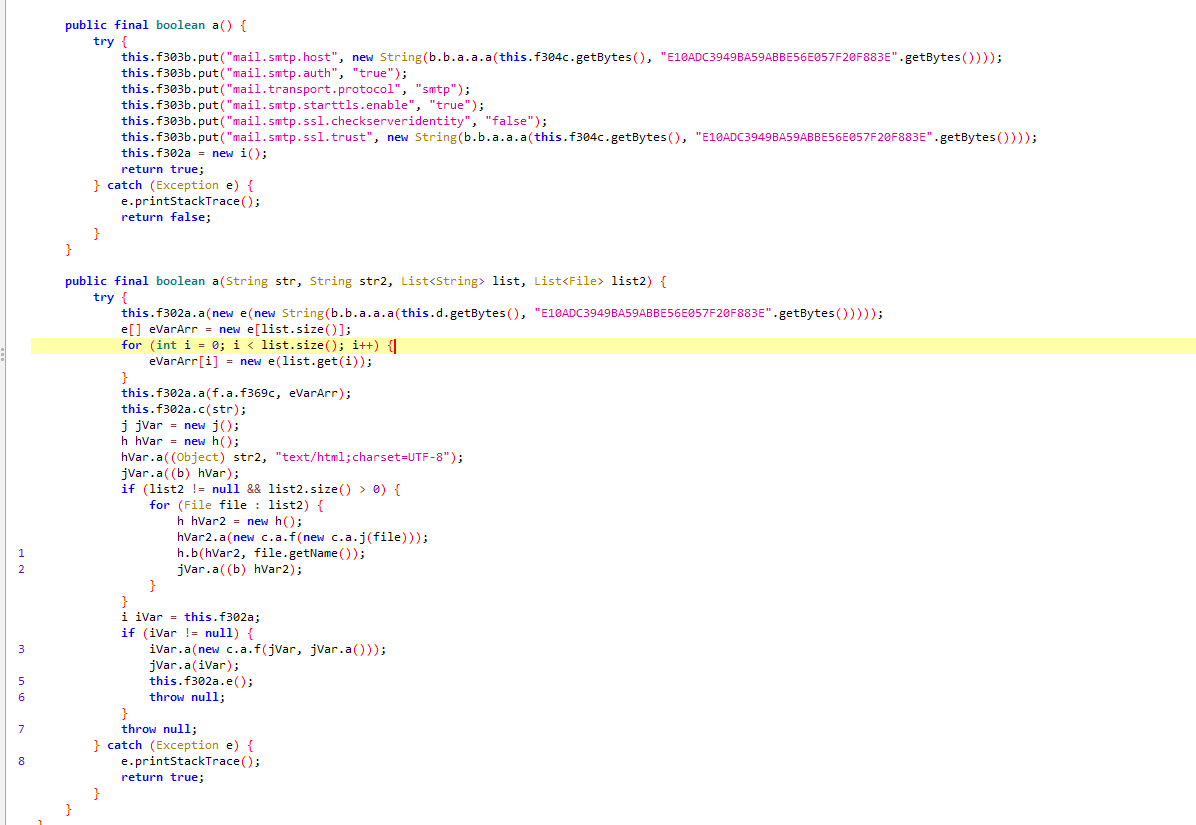 public final boolean a() {
try {
this.f303b.put("mail.smtp.host", new String(b.b.a.a.a(this.f304c.getBytes(), "E10ADC3949BA59ABBE56E057F20F883E".getBytes())));
this.f303b.put("mail.smtp.auth", "true");
this.f303b.put("mail.transport.protocol", "smtp");
this.f303b.put("mail.smtp.starttls.enable", "true");
this.f303b.put("mail.smtp.ssl.checkserveridentity", "false");
this.f303b.put("mail.smtp.ssl.trust", new String(b.b.a.a.a(this.f304c.getBytes(), "E10ADC3949BA59ABBE56E057F20F883E".getBytes())));
this.f302a = new i();
return true;
} catch (Exception e) {
e.printStackTrace();
return false;
}
}
public final boolean a(String str, String str2, List<String> list, List<File> list2) {
try {
this.f302a.a(new e(new String(b.b.a.a.a(this.d.getBytes(), "E10ADC3949BA59ABBE56E057F20F883E".getBytes()))));
e[] eVarArr = new e[list.size()];
for (int i = 0; i < list.size(); i++) {
eVarArr[i] = new e(list.get(i));
}
this.f302a.a(f.a.f369c, eVarArr);
this.f302a.c(str);
j jVar = new j();
h hVar = new h();
hVar.a((Object) str2, "text/html;charset=UTF-8");
jVar.a((b) hVar);
if (list2 != null && list2.size() > 0) {
for (File file : list2) {
h hVar2 = new h();
hVar2.a(new c.a.f(new c.a.j(file)));
1 h.b(hVar2, file.getName());
2 jVar.a((b) hVar2);
}
}
i iVar = this.f302a;
if (iVar != null) {
3 iVar.a(new c.a.f(jVar, jVar.a()));
jVar.a(iVar);
5 this.f302a.e();
6 throw null;
}
7 throw null;
} catch (Exception e) {
8 e.printStackTrace();
return true;
}
}
}